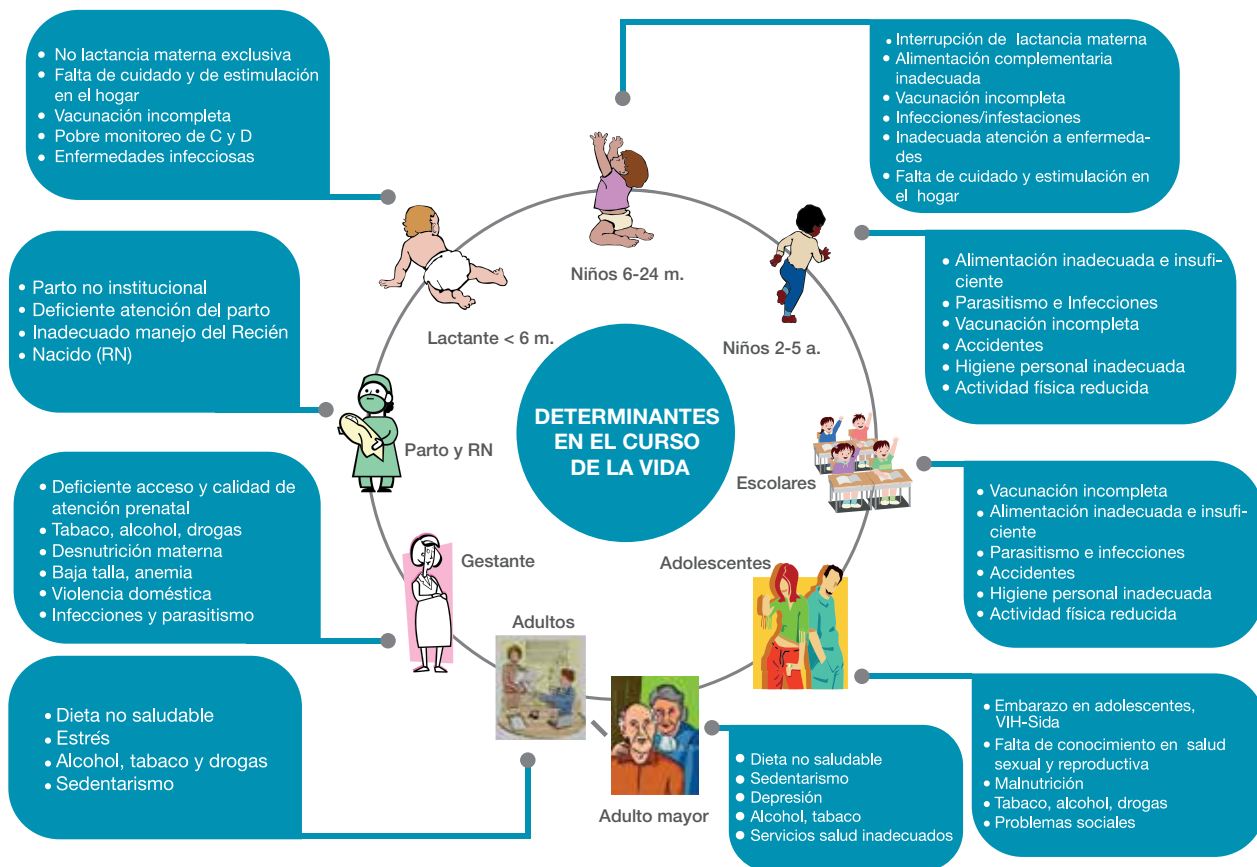 • No lactancia materna exclusiva
• Falta de cuidado y de estimulación
en el hogar
• Vacunación incompleta
• Pobre monitoreo de C y D
• Enfermedades infecciosas
• Interrupción de lactancia materna
• Alimentación complementaria
inadecuada
• Vacunación incompleta
• Infecciones/infestaciones
• Inadecuada atención a enfermeda-
des
• Falta de cuidado y estimulación en
el hogar
Niños 6-24 m.
• Parto no institucional
• Deficiente atención del parto
• Inadecuado manejo del Recién
• Nacido (RN)
Lactante < 6 m.
Niños 2-5 a.
• Alimentación inadecuada e insufi-
ciente
• Parasitismo e Infecciones
• Vacunación incompleta
• Accidentes
• Higiene personal inadecuada
• Actividad física reducida
DETERMINANTES
EN EL CURSO
DE LA VIDA
Parto y RN
Escolares
• Deficiente acceso y calidad de
atención prenatal
• Tabaco, alcohol, drogas
• Desnutrición materna
• Baja talla, anemia
• Violencia doméstica
• Infecciones y parasitismo
• Vacunación incompleta
• Alimentación inadecuada e insufi-
ciente
• Parasitismo e infecciones
• Accidentes
• Higiene personal inadecuada
• Actividad física reducida
Gestante
Adolescentes
Adultos
• Dieta no saludable
• Estrés
• Alcohol, tabaco y drogas
• Sedentarismo
Adulto mayor
• Dieta no saludable
• Sedentarismo
• Depresión
• Alcohol, tabaco
• Servicios salud inadecuados
• Embarazo en adolescentes,
VIH-Sida
• Falta de conocimiento en salud
sexual y reproductiva
• Malnutrición
• Tabaco, alcohol, drogas
• Problemas sociales